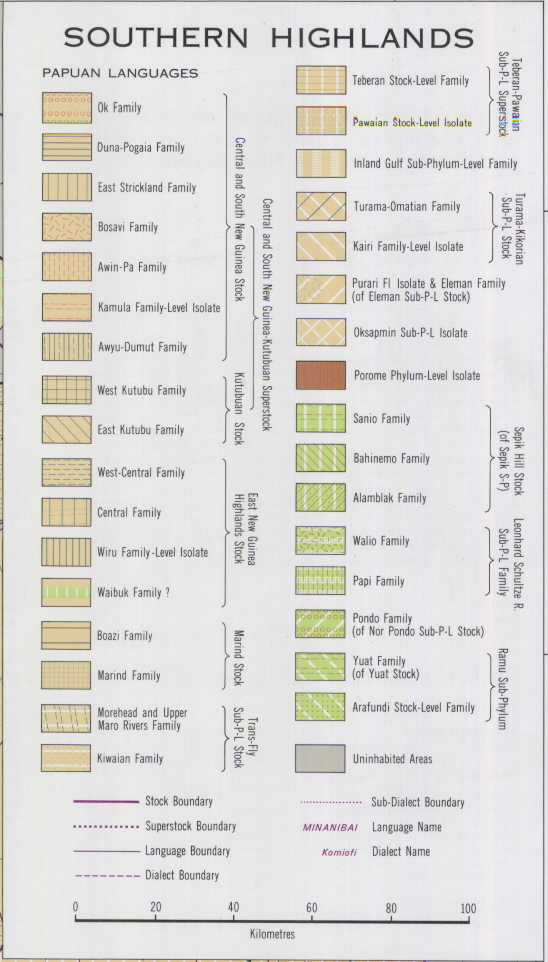 SOUTHERN HIGHLANDS
PAPUAN LANGUAGES
Ok Family
Duna-Pogaia Family
East Strickland Family
Bosavi Family
Awin-Pa Family
Kamula Family-Level Isolate
Awyu-Dumut Family
Central and South New Guinea Stock
West Kutubu Family
East Kutubu Family
Kutubuan Stock
Central and South New Guinea-Kutubuan Superstock
West-Central Family
Central Family
Wiru Family-Level Isolate
Waibuk Family ?
East New Guinea
Highlands Stock
Boazi Family
Marind Family
Marind Stock
Morehead and Upper
Maro Rivers Family
Kiwaian Family
Trans-Fly
Sub-P-L Stock
Teberan Stock-Level Family
Pawaian Stock-Level Isolate
Teberan-Pawaian
Sub-P-L Superstock
Inland Gulf Sub-Phylum-Level Family
Turama-Omatian Family
Kairi Family-Level Isolate
Turama-Kikorian
Sub-P-L Stock
Purari Fl Isolate & Eleman Family
(of Eleman Sub-P-L Stock)
Oksapmin Sub-P-L Isolate
Porome Phylum-Level Isolate
Sanio Family
Bahinemo Family
Alamblak Family
Sepik Hill Stock
(of Sepik S-P)
Walio Family
Papi Family
Leonhard Schultze R.
Sub-P-L Family
Pondo Family
(of Nor Pondo Sub-P-L Stock)
Yuat Family
(of Yuat Stock)
Arafundi Stock-Level Family
Ramu Sub-Phylum
Uninhabited Areas
Stock Boundary
Superstock Boundary
Language Boundary
Dialect Boundary
Sub-Dialect Boundary
MINANIBAI Language Name
Komiofi Dialect Name
0 20 40 60 80 100
Kilometres